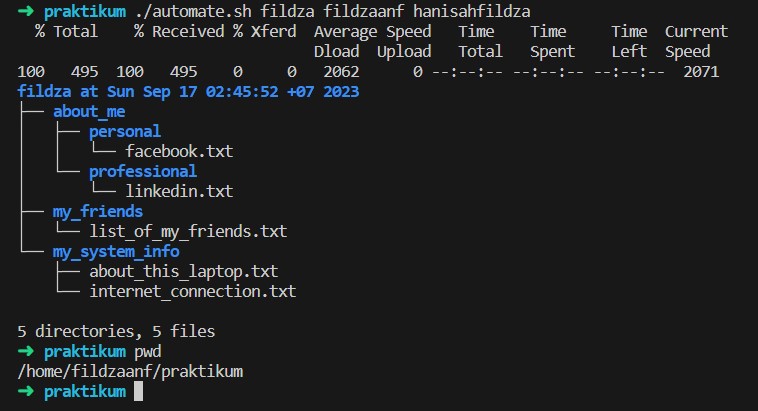 ➜ praktikum ./automate.sh fildza fildzaanf hanisahfildza
  % Total    % Received % Xferd  Average Speed   Time    Time     Time  Current
                                 Dload  Upload   Total   Spent    Left  Speed
100   495  100   495    0     0   2062      0 --:--:-- --:--:-- --:--:--  2071
fildza at Sun Sep 17 02:45:52 +07 2023
├── about_me
│   ├── personal
│   │   └── facebook.txt
│   └── professional
│       └── linkedin.txt
├── my_friends
│   └── list_of_my_friends.txt
└── my_system_info
    ├── about_this_laptop.txt
    └── internet_connection.txt

5 directories, 5 files
➜ praktikum pwd
/home/fildzaanf/praktikum
➜ praktikum